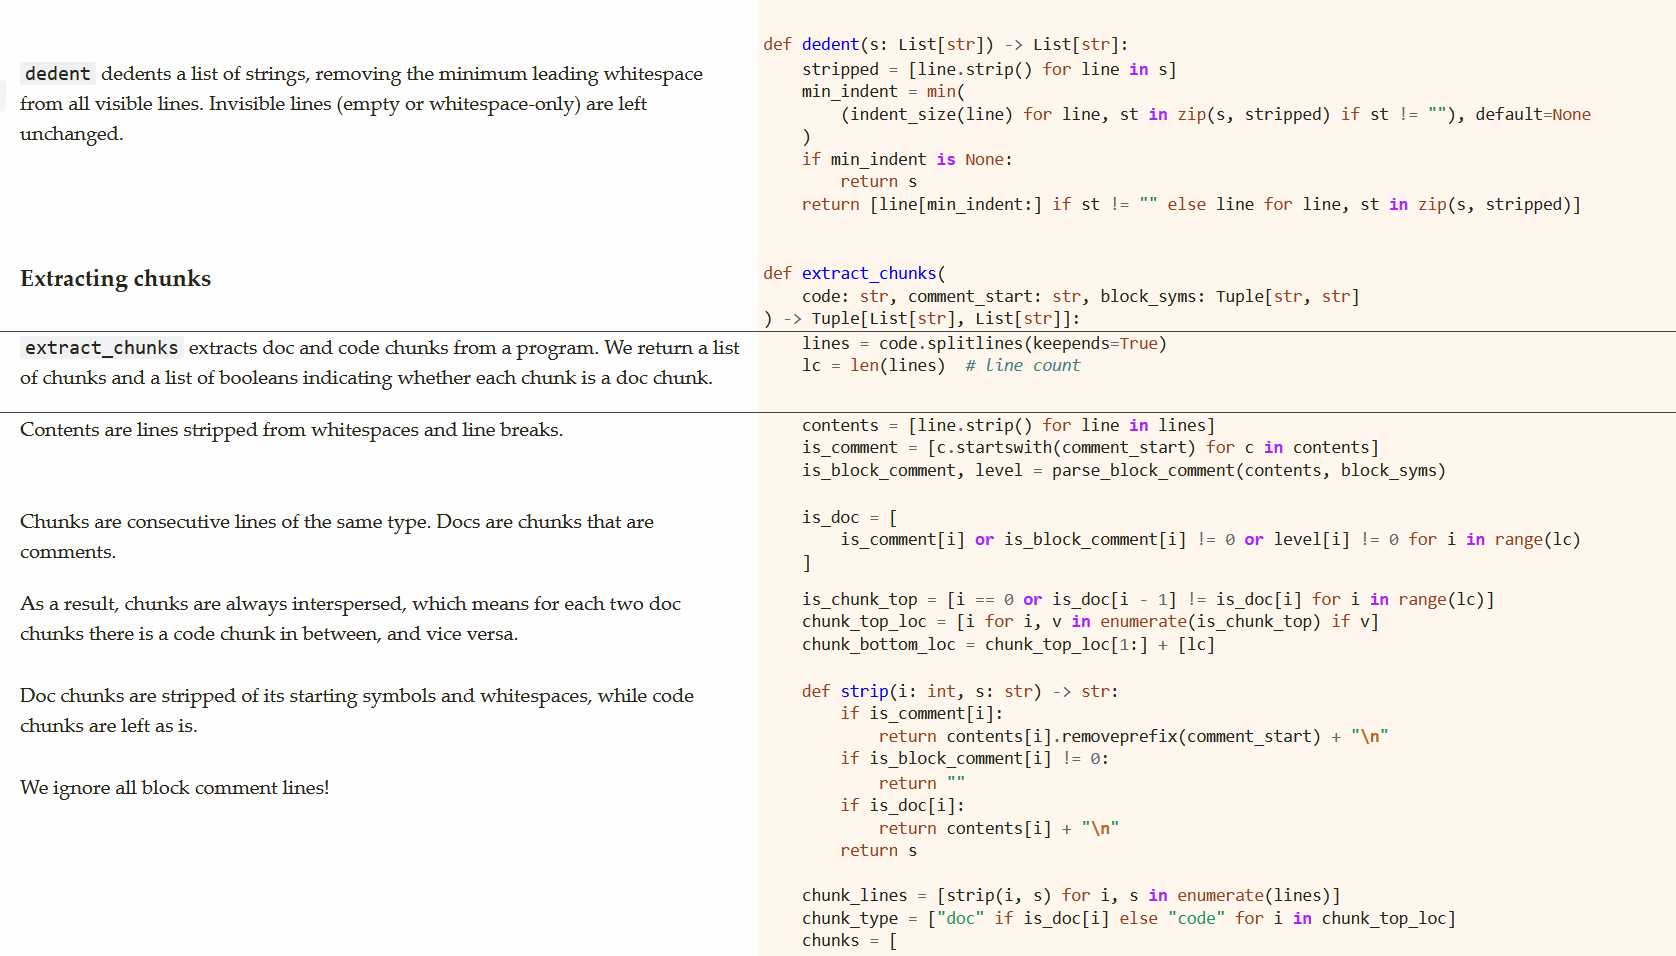 dedent dedents a list of strings, removing the minimum leading whitespace
from all visible lines. Invisible lines (empty or whitespace-only) are left
unchanged.
def dedent(s: List[str]) -> List[str]:
    stripped = [line.strip() for line in s]
    min_indent = min(
        (indent_size(line) for line, st in zip(s, stripped) if st != ""), default=None
    )
    if min_indent is None:
        return s
    return [line[min_indent:] if st != "" else line for line, st in zip(s, stripped)]
Extracting chunks
def extract_chunks(
    code: str, comment_start: str, block_syms: Tuple[str, str]
) -> Tuple[List[str], List[str]]:
extract_chunks extracts doc and code chunks from a program. We return a list
of chunks and a list of booleans indicating whether each chunk is a doc chunk.
    lines = code.splitlines(keepends=True)
    lc = len(lines)  # line count
Contents are lines stripped from whitespaces and line breaks.
    contents = [line.strip() for line in lines]
    is_comment = [c.startswith(comment_start) for c in contents]
    is_block_comment, level = parse_block_comment(contents, block_syms)
Chunks are consecutive lines of the same type. Docs are chunks that are
comments.
    is_doc = [
        is_comment[i] or is_block_comment[i] != 0 or level[i] != 0 for i in range(lc)
    ]
As a result, chunks are always interspersed, which means for each two doc
chunks there is a code chunk in between, and vice versa.
    is_chunk_top = [i == 0 or is_doc[i - 1] != is_doc[i] for i in range(lc)]
    chunk_top_loc = [i for i, v in enumerate(is_chunk_top) if v]
    chunk_bottom_loc = chunk_top_loc[1:] + [lc]
Doc chunks are stripped of its starting symbols and whitespaces, while code
chunks are left as is.
    def strip(i: int, s: str) -> str:
        if is_comment[i]:
            return contents[i].removeprefix(comment_start) + "\n"
        if is_block_comment[i] != 0:
            return ""
We ignore all block comment lines!
        if is_doc[i]:
            return contents[i] + "\n"
        return s
    chunk_lines = [strip(i, s) for i, s in enumerate(lines)]
    chunk_type = ["doc" if is_doc[i] else "code" for i in chunk_top_loc]
    chunks = [